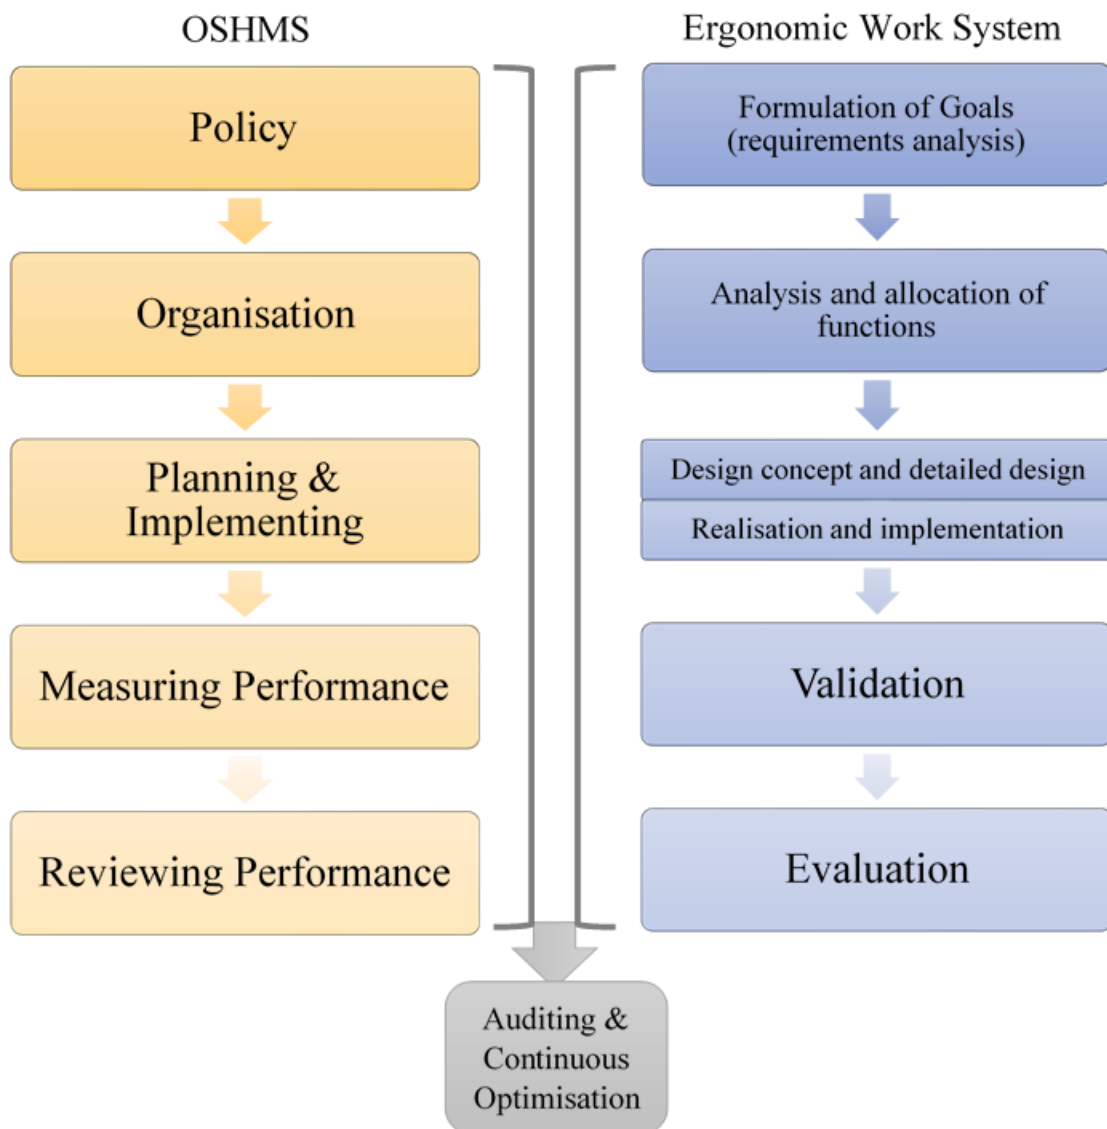 OSHMS
Policy
Organisation
Planning &
Implementing
Measuring Performance
Reviewing Performance
Ergonomic Work System
Formulation of Goals
(requirements analysis)
Analysis and allocation of
functions
Design concept and detailed design
Realisation and implementation
Validation
Evaluation
Auditing &
Continuous
Optimisation